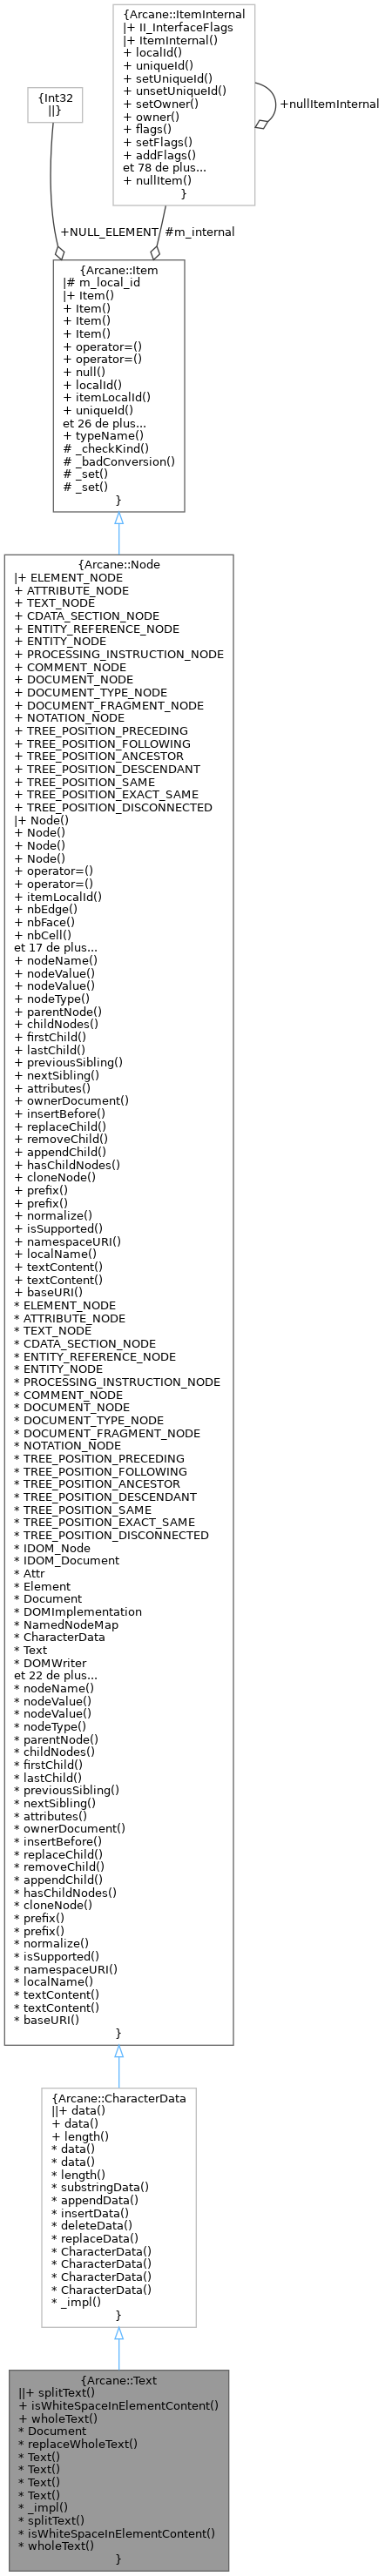 {Arcane::ItemInternal
|+ II_InterfaceFlags
|+ ItemInternal()
+ localId()
+ uniqueId()
+ setUniqueId()
+ unsetUniqueId()
+ setOwner()
+ owner()
+ flags()
+ setFlags()
+ addFlags()
et 78 de plus...
+ nullItem()
}
+nullItemInternal
{Int32
||}
+NULL_ELEMENT
#m_internal
{Arcane::Item
|# m_local_id
|+ Item()
+ Item()
+ Item()
+ Item()
+ operator=()
+ operator=()
+ null()
+ localId()
+ itemLocalId()
+ uniqueId()
et 26 de plus...
+ typeName()
# _checkKind()
# _badConversion()
# _set()
# _set()
}
{Arcane::Node
|+ ELEMENT_NODE
+ ATTRIBUTE_NODE
+ TEXT_NODE
+ CDATA_SECTION_NODE
+ ENTITY_REFERENCE_NODE
+ ENTITY_NODE
+ PROCESSING_INSTRUCTION_NODE
+ COMMENT_NODE
+ DOCUMENT_NODE
+ DOCUMENT_TYPE_NODE
+ DOCUMENT_FRAGMENT_NODE
+ NOTATION_NODE
+ TREE_POSITION_PRECEDING
+ TREE_POSITION_FOLLOWING
+ TREE_POSITION_ANCESTOR
+ TREE_POSITION_DESCENDANT
+ TREE_POSITION_SAME
+ TREE_POSITION_EXACT_SAME
+ TREE_POSITION_DISCONNECTED
|+ Node()
+ Node()
+ Node()
+ Node()
+ operator=()
+ operator=()
+ itemLocalId()
+ nbEdge()
+ nbFace()
+ nbCell()
et 17 de plus...
+ nodeName()
+ nodeValue()
+ nodeValue()
+ nodeType()
+ parentNode()
+ childNodes()
+ firstChild()
+ lastChild()
+ previousSibling()
+ nextSibling()
+ attributes()
+ ownerDocument()
+ insertBefore()
+ replaceChild()
+ removeChild()
+ appendChild()
+ hasChildNodes()
+ cloneNode()
+ prefix()
+ prefix()
+ normalize()
+ isSupported()
+ namespaceURI()
+ localName()
+ textContent()
+ textContent()
+ baseURI()
* ELEMENT_NODE
* ATTRIBUTE_NODE
* TEXT_NODE
* CDATA_SECTION_NODE
* ENTITY_REFERENCE_NODE
* ENTITY_NODE
* PROCESSING_INSTRUCTION_NODE
* COMMENT_NODE
* DOCUMENT_NODE
* DOCUMENT_TYPE_NODE
* DOCUMENT_FRAGMENT_NODE
* NOTATION_NODE
* TREE_POSITION_PRECEDING
* TREE_POSITION_FOLLOWING
* TREE_POSITION_ANCESTOR
* TREE_POSITION_DESCENDANT
* TREE_POSITION_SAME
* TREE_POSITION_EXACT_SAME
* TREE_POSITION_DISCONNECTED
* IDOM_Node
* IDOM_Document
* Attr
* Element
* Document
* DOMImplementation
* NamedNodeMap
* CharacterData
* Text
* DOMWriter
et 22 de plus...
* nodeName()
* nodeValue()
* nodeValue()
* nodeType()
* parentNode()
* childNodes()
* firstChild()
* lastChild()
* previousSibling()
* nextSibling()
* attributes()
* ownerDocument()
* insertBefore()
* replaceChild()
* removeChild()
* appendChild()
* hasChildNodes()
* cloneNode()
* prefix()
* prefix()
* normalize()
* isSupported()
* namespaceURI()
* localName()
* textContent()
* textContent()
* baseURI()
}
{Arcane::CharacterData
||+ data()
+ data()
+ length()
* data()
* data()
* length()
* substringData()
* appendData()
* insertData()
* deleteData()
* replaceData()
* CharacterData()
* CharacterData()
* CharacterData()
* CharacterData()
* _impl()
}
{Arcane::Text
||+ splitText()
+ isWhiteSpaceInElementContent()
+ wholeText()
* Document
* replaceWholeText()
* Text()
* Text()
* Text()
* Text()
* _impl()
* splitText()
* isWhiteSpaceInElementContent()
* wholeText()
}